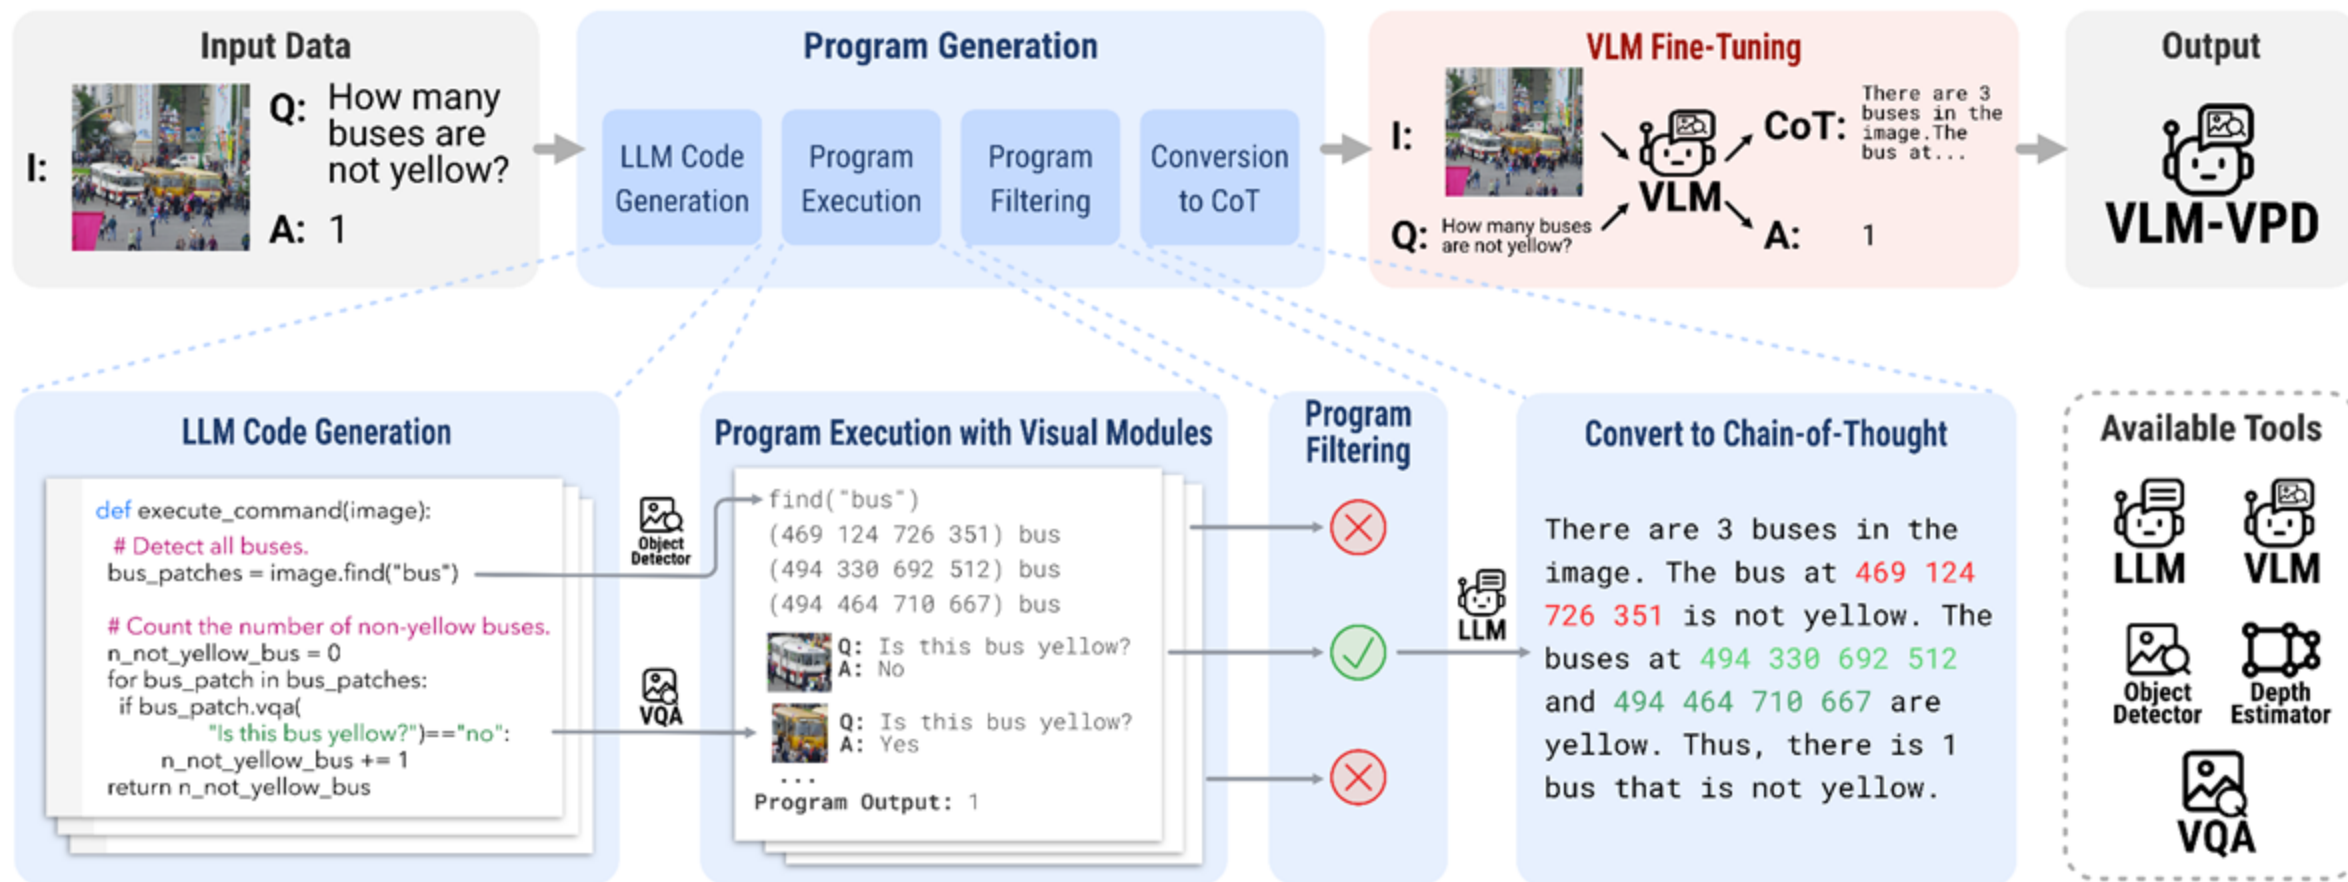 Input Data
I:
Q: How many
buses are
not yellow?
A: 1
Program Generation
LLM Code
Generation
Program
Execution
Program
Filtering
Conversion
to CoT
VLM Fine-Tuning
I:
Q: How many buses
are not yellow?
VLM
CoT: There are 3
buses in the
image.The
bus at...
A: 1
Output
VLM-VPD
LLM Code Generation
def execute_command(image):
# Detect all buses.
bus_patches = image.find("bus")
# Count the number of non-yellow buses.
n_not_yellow_bus = 0
for bus_patch in bus_patches:
if bus_patch.vqa(
"Is this bus yellow?")=="no":
n_not_yellow_bus += 1
return n_not_yellow_bus
Object
Detector
VQA
Program Execution with Visual Modules
find("bus")
(469 124 726 351) bus
(494 330 692 512) bus
(494 464 710 667) bus
Q: Is this bus yellow?
A: No
Q: Is this bus yellow?
A: Yes
...
Program Output: 1
Program
Filtering
LLM
Convert to Chain-of-Thought
There are 3 buses in the
image. The bus at 469 124
726 351 is not yellow. The
buses at 494 330 692 512
and 494 464 710 667 are
yellow. Thus, there is 1
bus that is not yellow.
Available Tools
LLM
VLM
Object
Detector
Depth
Estimator
VQA